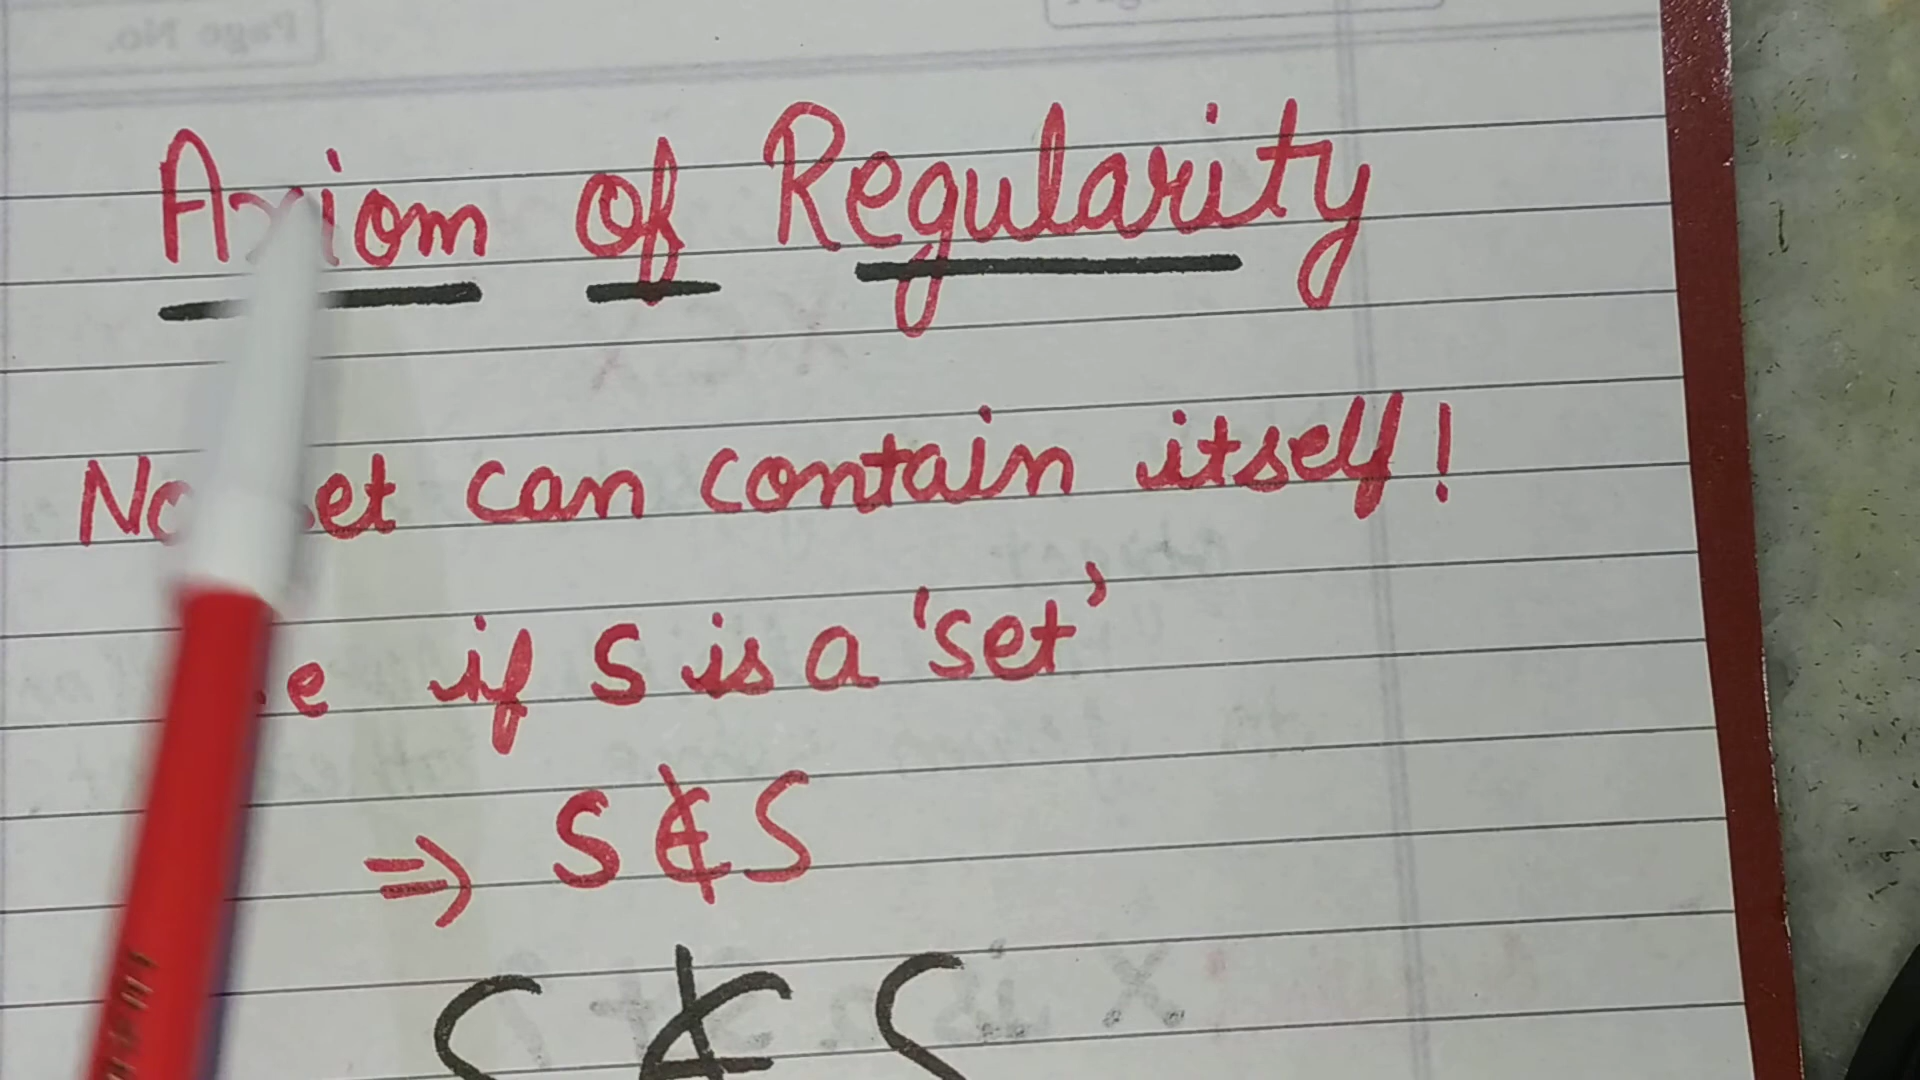 Axiom of Regularity
No set can contain itself!
i.e if S is a 'set'
⇒ S ∉ S
S ∉ S